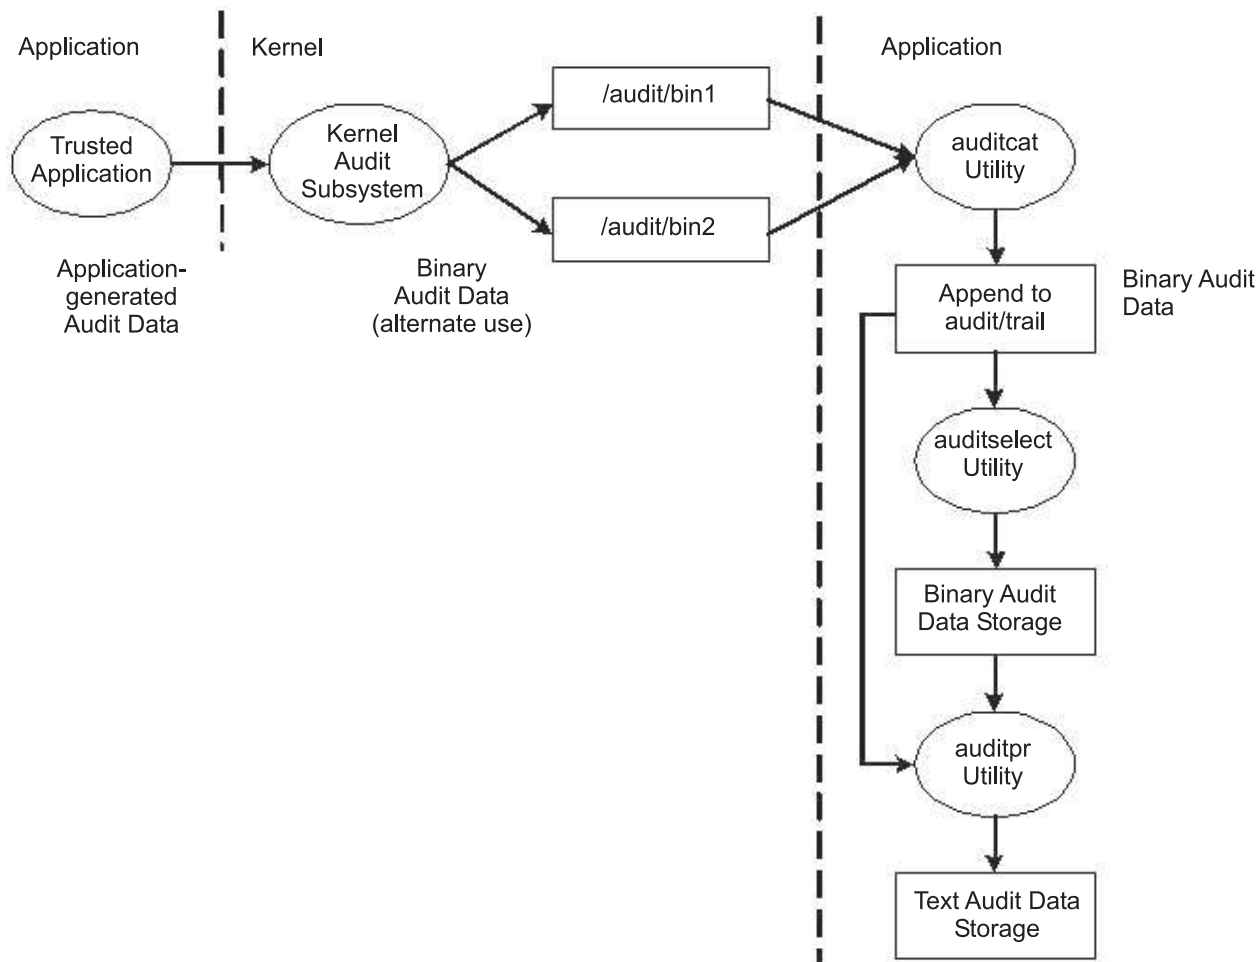 Application
Kernel
Application
Trusted
Application
Kernel
Audit
Subsystem
/audit/bin1
/audit/bin2
auditcat
Utility
Application-
generated
Audit Data
Binary
Audit Data
(alternate use)
Append to
audit/trail
Binary Audit
Data
auditselect
Utility
Binary Audit
Data Storage
auditpr
Utility
Text Audit Data
Storage